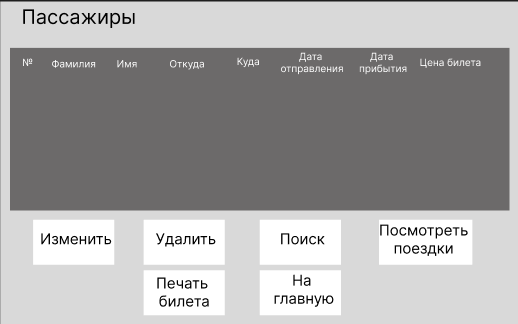 Пассажиры
№ Фамилия Имя Откуда Куда Дата отправления Дата прибытия Цена билета
Изменить Удалить Поиск Посмотреть поездки
Печать билета На главную